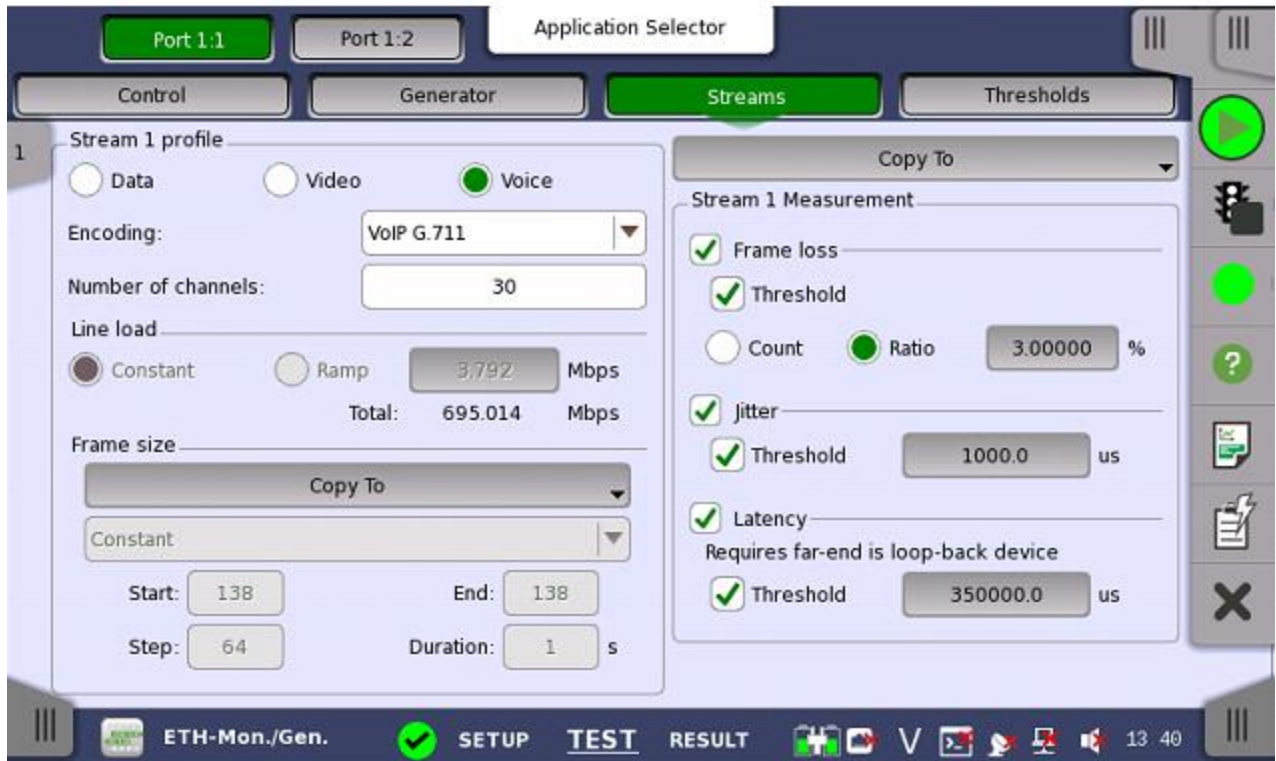 Application Selector
Port 1:1 Port 1:2
Control Generator Streams Thresholds
1
Stream 1 profile
Data Video Voice
Encoding: VoIP G.711
Number of channels: 30
Line load
Constant Ramp 3.792 Mbps
Total: 695.014 Mbps
Frame size
Copy To
Constant
Start: 138 End: 138
Step: 64 Duration: 1 s
Copy To
Stream 1 Measurement
Frame loss
Threshold
Count Ratio 3.00000 %
Jitter
Threshold 1000.0 us
Latency
Requires far-end is loop-back device
Threshold 350000.0 us
?
ETH-Mon./Gen. SETUP TEST RESULT V 13 40